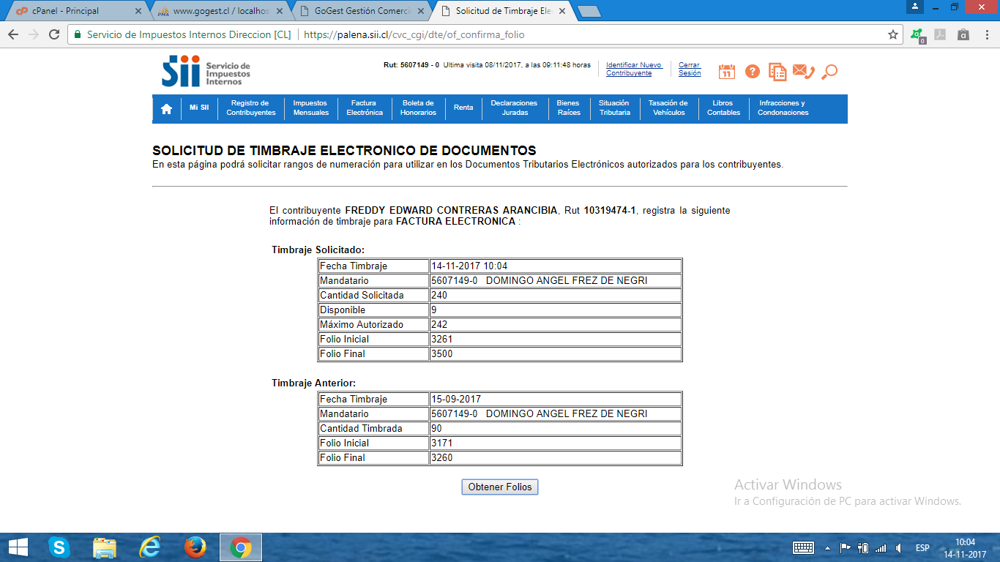 cPanel - Principal
www.gogest.cl / localhos
GoGest Gestión Comerci
Solicitud de Timbraje Ele
Servicio de Impuestos Internos Direccion [CL]
https://palena.sii.cl/cvc_cgi/dte/of_confirma_folio
0
Sii
Servicio de
Impuestos
Internos
Rut: 5607149 - 0 Ultima visita 08/11/2017, a las 09:11:48 horas
Identificar Nuevo
Contribuyente
Cerrar
Sesión
11
Mi SII
Registro de
Contribuyentes
Impuestos
Mensuales
Factura
Electrónica
Boleta de
Honorarios
Renta
Declaraciones
Juradas
Bienes
Raíces
Situación
Tributaria
Tasación de
Vehículos
Libros
Contables
Infracciones y
Condonaciones
SOLICITUD DE TIMBRAJE ELECTRONICO DE DOCUMENTOS
En esta página podrá solicitar rangos de numeración para utilizar en los Documentos Tributarios Electrónicos autorizados para los contribuyentes.
El contribuyente FREDDY EDWARD CONTRERAS ARANCIBIA, Rut 10319474-1, registra la siguiente
información de timbraje para FACTURA ELECTRONICA :
Timbraje Solicitado:
Fecha Timbraje 14-11-2017 10:04
Mandatario 5607149-0 DOMINGO ANGEL FREZ DE NEGRI
Cantidad Solicitada 240
Disponible 9
Máximo Autorizado 242
Folio Inicial 3261
Folio Final 3500
Timbraje Anterior:
Fecha Timbraje 15-09-2017
Mandatario 5607149-0 DOMINGO ANGEL FREZ DE NEGRI
Cantidad Timbrada 90
Folio Inicial 3171
Folio Final 3260
Obtener Folios
Activar Windows
Ir a Configuración de PC para activar Windows.
ESP
10:04
14-11-2017